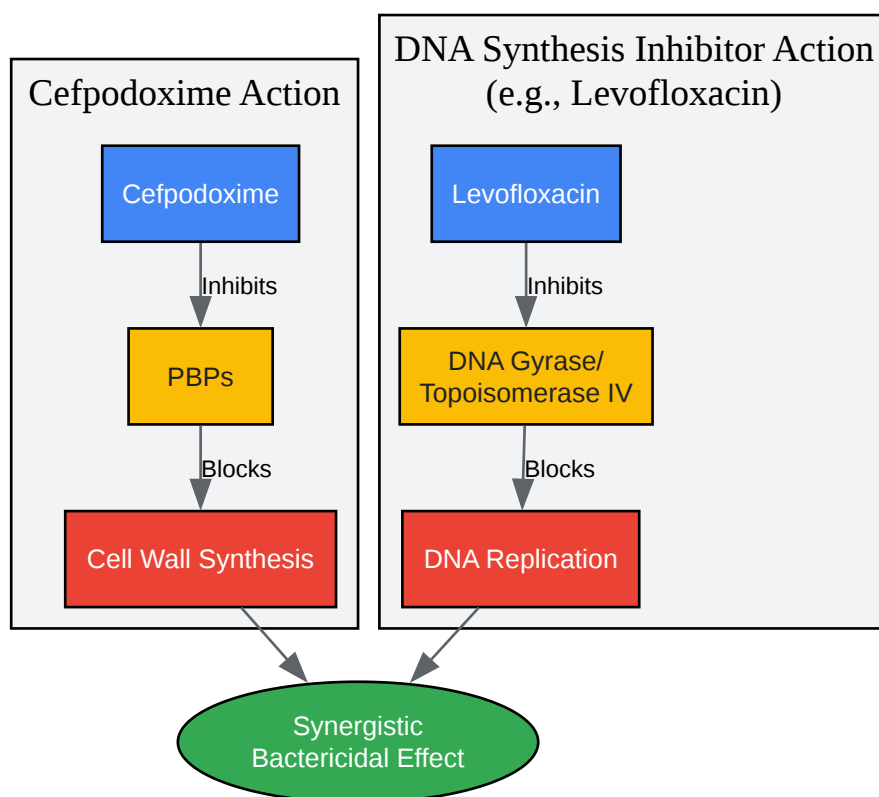 Cefpodoxime Action
Cefpodoxime
Inhibits
PBPs
Blocks
Cell Wall Synthesis
DNA Synthesis Inhibitor Action
(e.g., Levofloxacin)
Levofloxacin
Inhibits
DNA Gyrase/
Topoisomerase IV
Blocks
DNA Replication
Synergistic
Bactericidal Effect